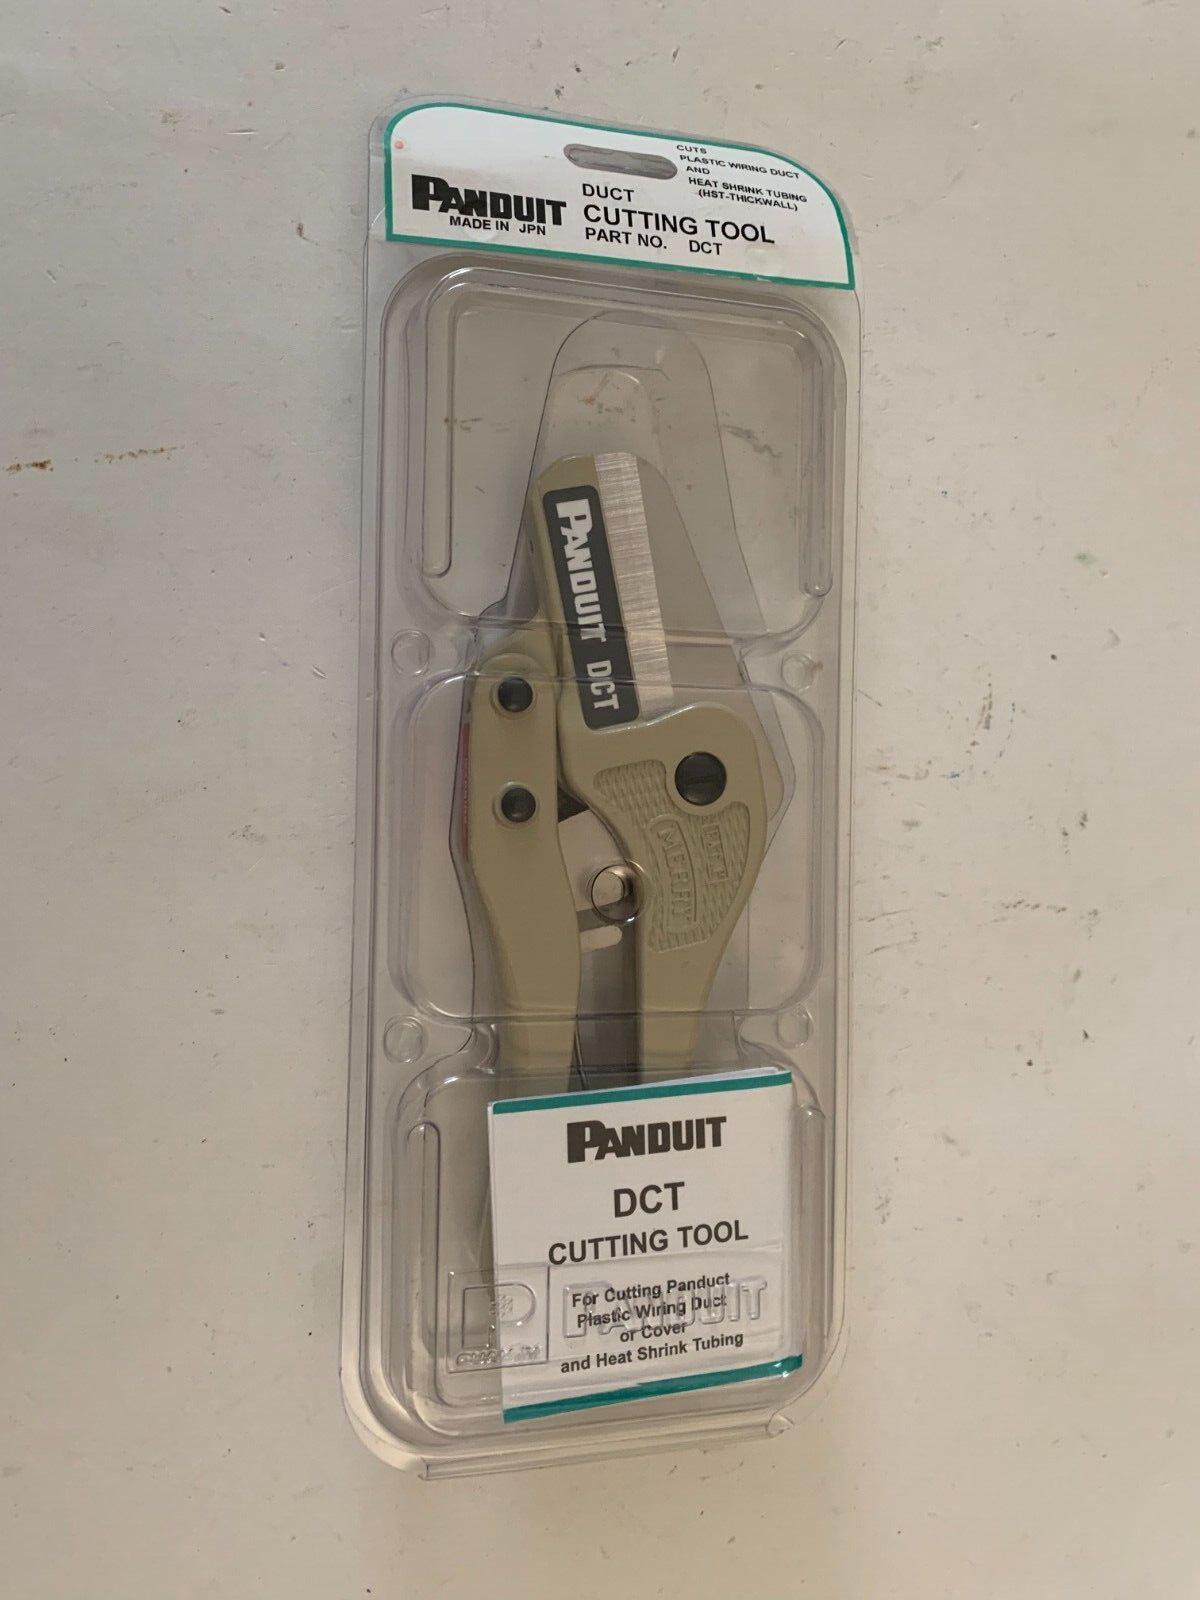 CUTS
PLASTIC WIRING DUCT
AND
HEAT SHRINK TUBING
(HST-THICKWALL)
PANDUIT
MADE IN JPN
DUCT
CUTTING TOOL
PART NO. DCT
PANDUIT DCT
MERRY
PANDUIT
DCT
CUTTING TOOL
For Cutting Panduct
Plastic Wiring Duct
or Cover
and Heat Shrink Tubing
P PANDUIT